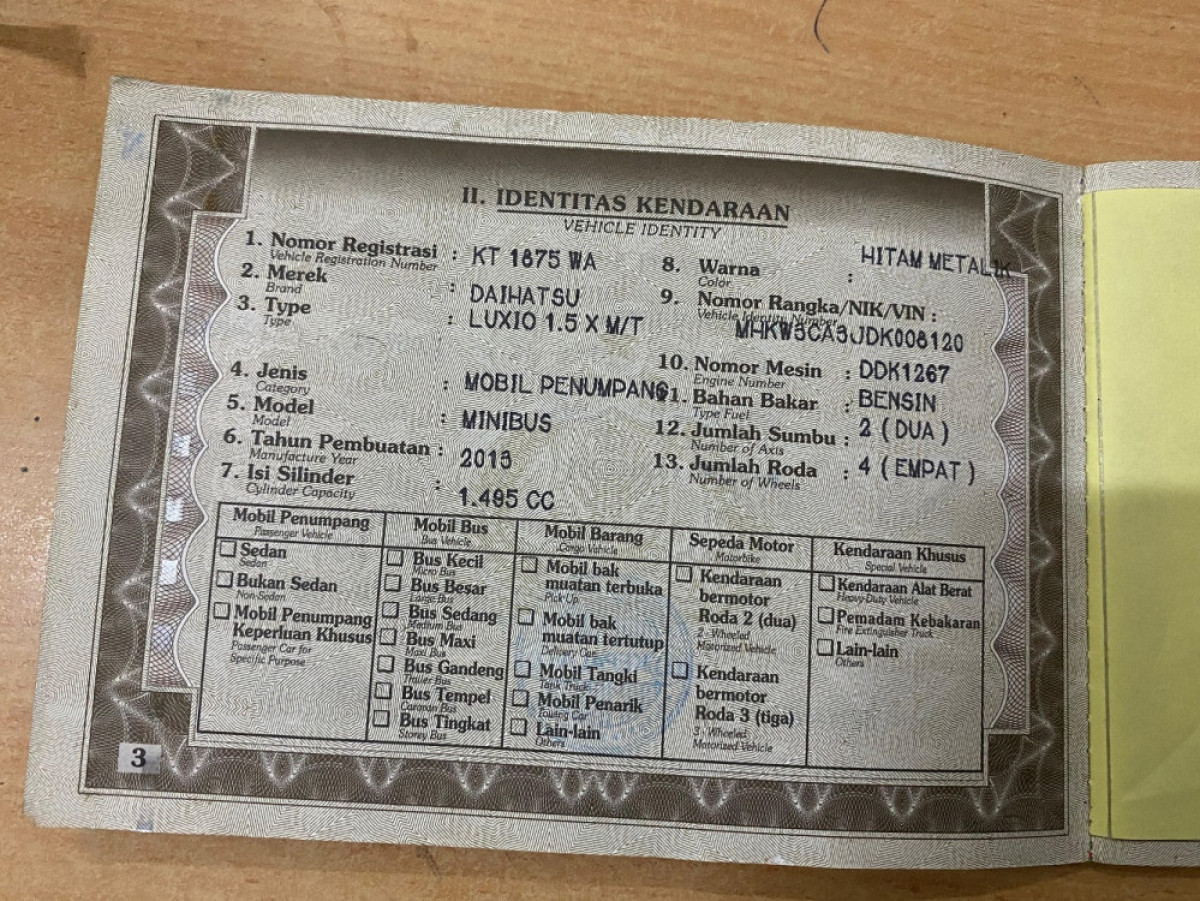 II. IDENTITAS KENDARAAN
VEHICLE IDENTITY
1. Nomor Registrasi : KT 1875 WA
Vehicle Registration Number
2. Merek : DAIHATSU
Brand
3. Type : LUXIO 1.5 X M/T
Type
4. Jenis : MOBIL PENUMPANG
Category
5. Model : MINIBUS
Model
6. Tahun Pembuatan : 2013
Manufacture Year
7. Isi Silinder : 1.495 CC
Cylinder Capacity
8. Warna : HITAM METALIK
Color
9. Nomor Rangka/NIK/VIN :
Vehicle Identity Number
MHKW3CA3JDK008120
10. Nomor Mesin : DDK1267
Engine Number
11. Bahan Bakar : BENSIN
Type Fuel
12. Jumlah Sumbu : 2 ( DUA )
Number of Axis
13. Jumlah Roda : 4 ( EMPAT )
Number of Wheels
Mobil Penumpang
Passenger Vehicle
Sedan
Sedan
Bukan Sedan
Non-Sedan
Mobil Penumpang
Keperluan Khusus
Passenger Car for
Specific Purpose
Mobil Bus
Bus Vehicle
Bus Kecil
Micro Bus
Bus Besar
Large Bus
Bus Sedang
Medium Bus
Bus Maxi
Maxi Bus
Bus Gandeng
Trailer Bus
Bus Tempel
Caravan Bus
Bus Tingkat
Storey Bus
Mobil Barang
Cargo Vehicle
Mobil bak
muatan terbuka
Pick Up
Mobil bak
muatan tertutup
Delivery Car
Mobil Tangki
Tank Truck
Mobil Penarik
Towing Car
Lain-lain
Others
Sepeda Motor
Motorbike
Kendaraan
bermotor
Roda 2 (dua)
2 - Wheeled
Motorized Vehicle
Kendaraan
bermotor
Roda 3 (tiga)
3 - Wheeled
Motorized Vehicle
Kendaraan Khusus
Special Vehicle
Kendaraan Alat Berat
Heavy-Duty Vehicle
Pemadam Kebakaran
Fire Extinguisher Truck
Lain-lain
Others
3